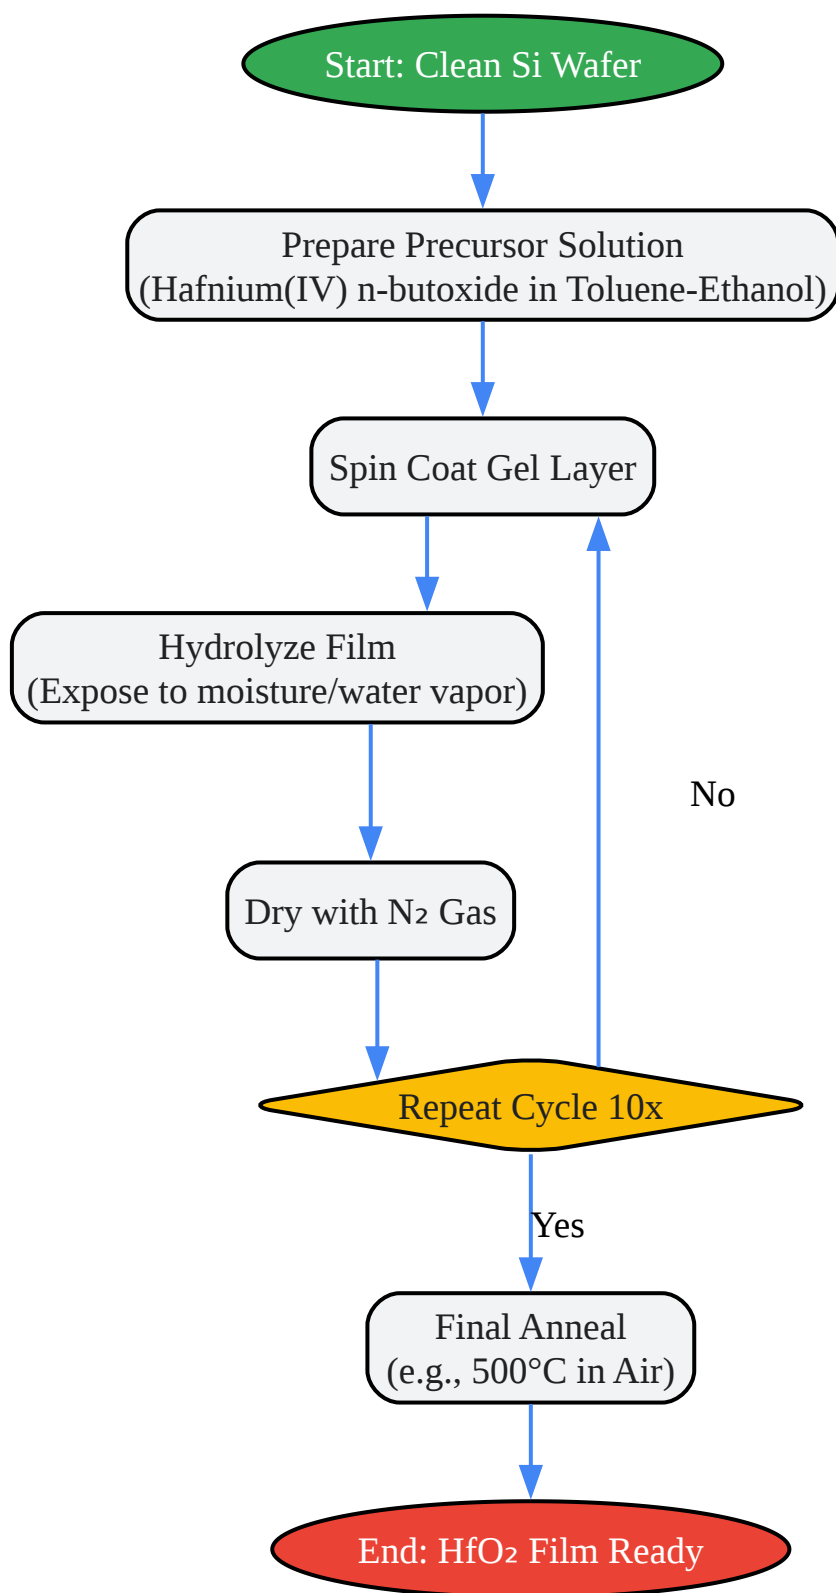 Start: Clean Si Wafer
Prepare Precursor Solution
(Hafnium(IV) n-butoxide in Toluene-Ethanol)
Spin Coat Gel Layer
Hydrolyze Film
(Expose to moisture/water vapor)
No
Dry with N₂ Gas
Repeat Cycle 10x
Yes
Final Anneal
(e.g., 500°C in Air)
End: HfO₂ Film Ready